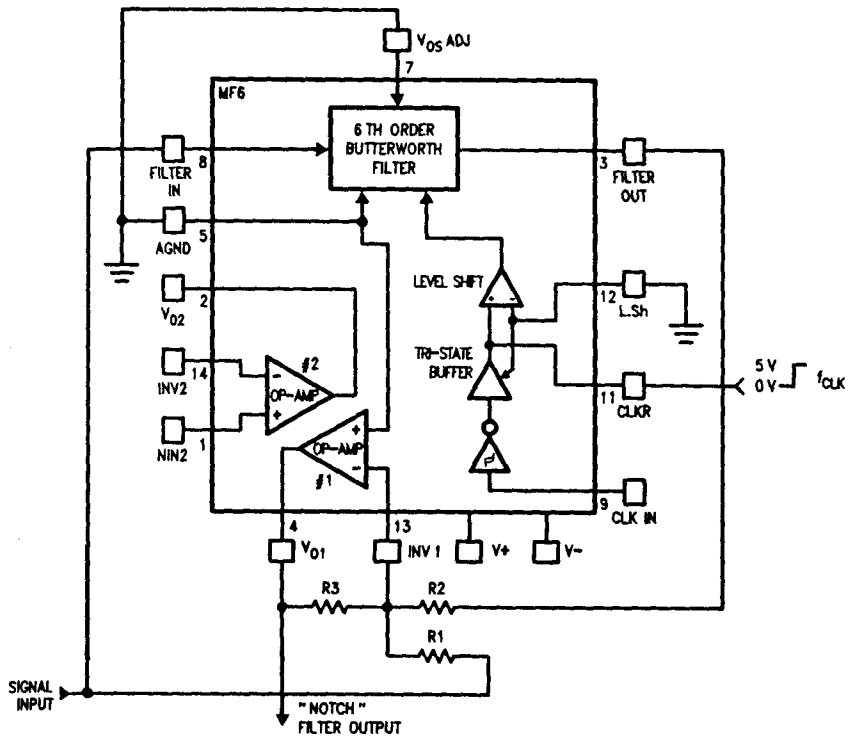 V_OS ADJ
7
MF6
6 TH ORDER
BUTTERWORTH
FILTER
8
FILTER
IN
3
FILTER
OUT
5
AGND
2
V_O2
LEVEL SHIFT
+ -
12
L.Sh
TRI-STATE
BUFFER
5 V
0 V
f_CLK
11
CLKR
14
INV2
#2
-
OP-AMP
+
1
NIN2
+
OP-AMP
-
#1
9
CLK IN
4
13
V_O1
INV 1
V+
V-
R3
R2
R1
SIGNAL
INPUT
"NOTCH"
FILTER OUTPUT